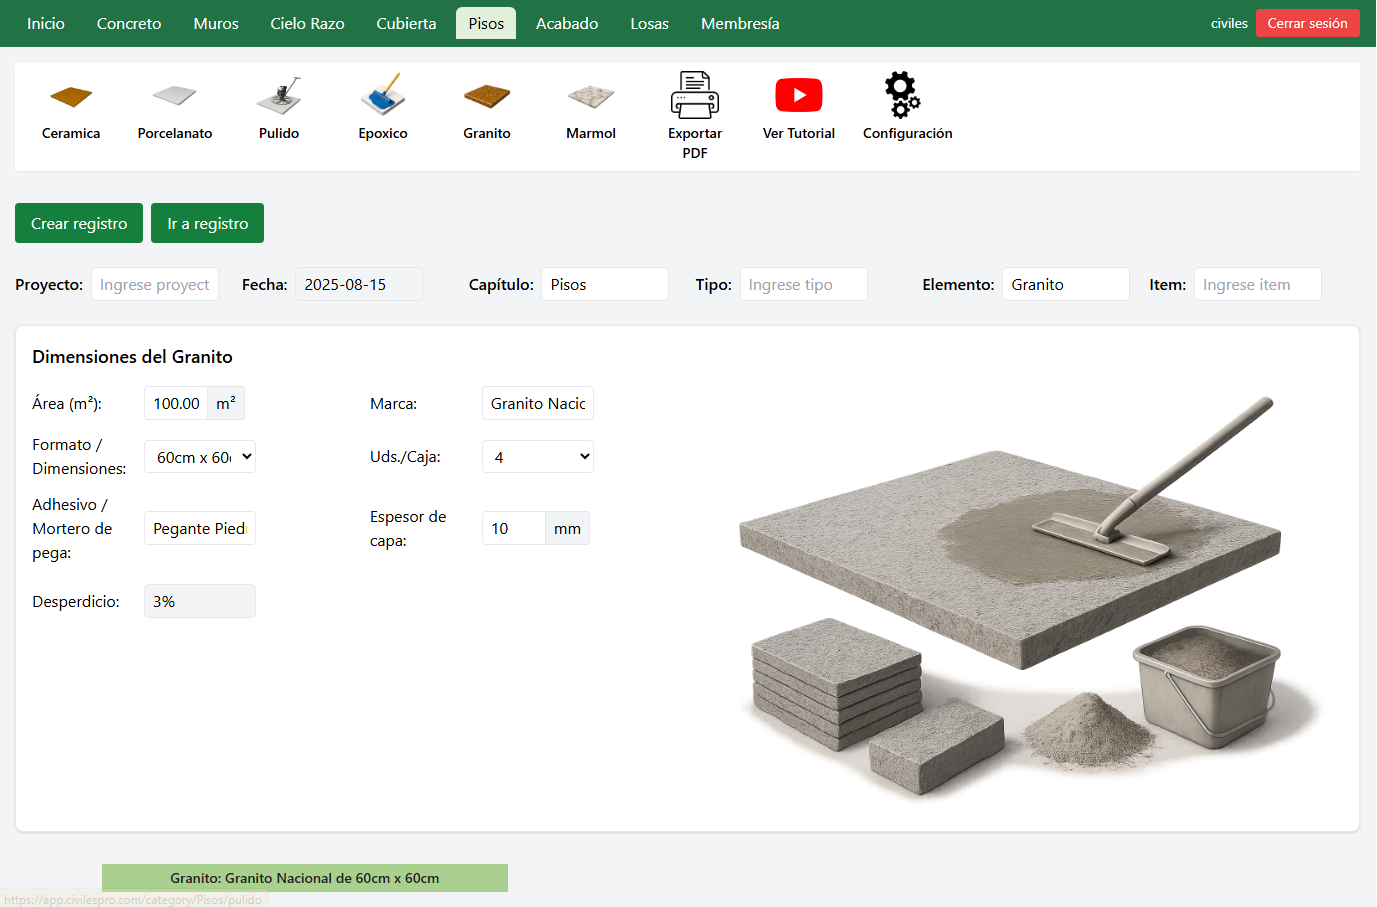 Inicio Concreto Muros Cielo Razo Cubierta Pisos Acabado Losas Membresía civiles Cerrar sesión
Ceramica Porcelanato Pulido Epoxico Granito Marmol Exportar PDF Ver Tutorial Configuración
Crear registro Ir a registro
Proyecto: Ingrese proyect Fecha: 2025-08-15 Capítulo: Pisos Tipo: Ingrese tipo Elemento: Granito Item: Ingrese item
Dimensiones del Granito
Área (m²): 100.00 m² Marca: Granito Nacic
Formato / Dimensiones: 60cm x 60c Uds./Caja: 4
Adhesivo / Mortero de pega: Pegante Piedi Espesor de capa: 10 mm
Desperdicio: 3%
Granito: Granito Nacional de 60cm x 60cm
https://app.civilespro.com/category/Pisos/pulido